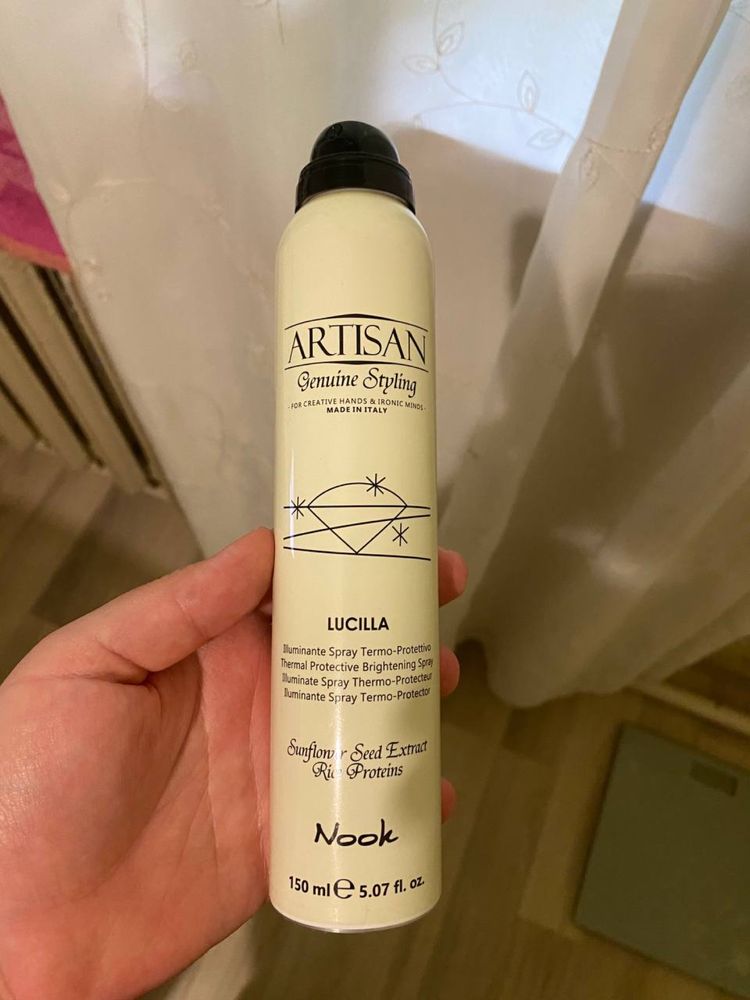 ARTISAN
Genuine Styling
- FOR CREATIVE HANDS & IRONIC MINDS -
MADE IN ITALY
LUCILLA
Illuminante Spray Termo-Protettivo
Thermal Protective Brightening Spray
Illuminate Spray Thermo-Protecteur
Iluminante Spray Termo-Protector
Sunflower Seed Extract
Rice Proteins
Nook
150 ml e 5.07 fl. oz.